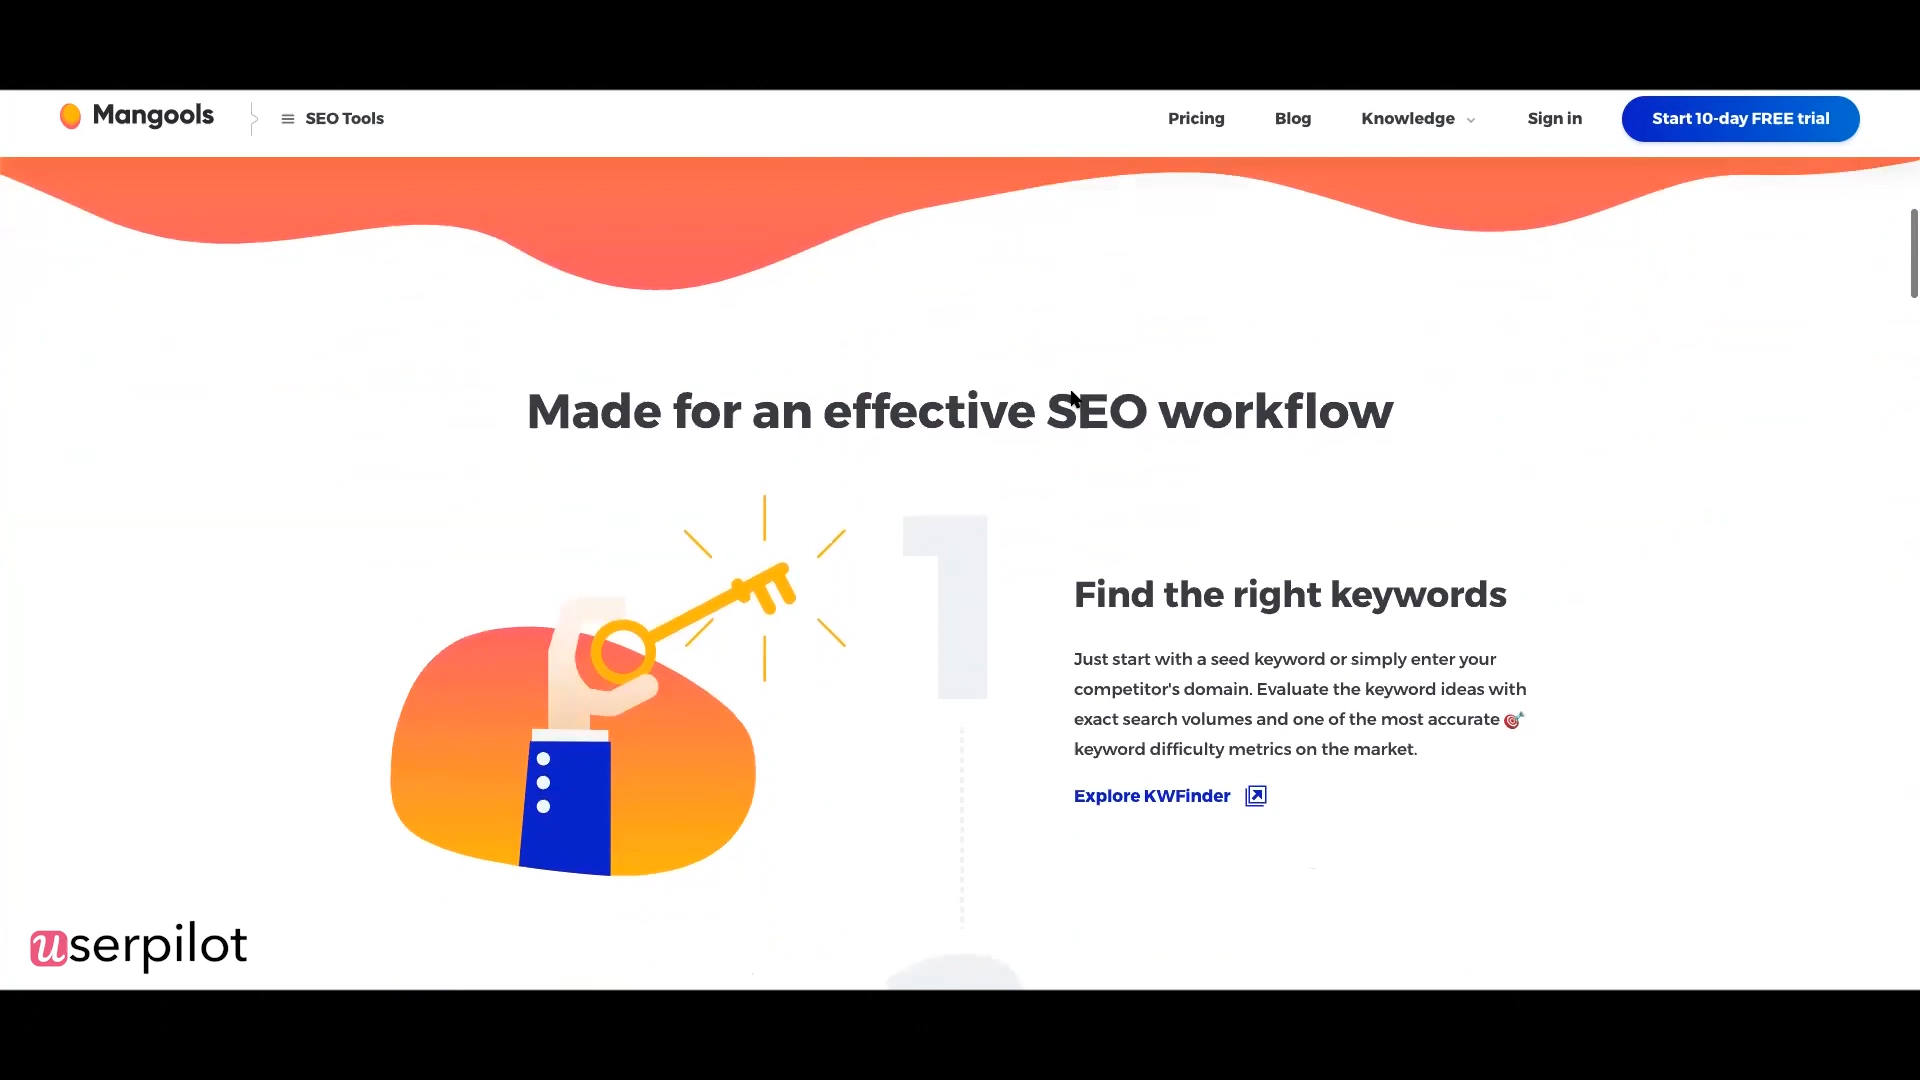 Mangools
SEO Tools
Pricing
Blog
Knowledge
Sign in
Start 10-day FREE trial
Made for an effective SEO workflow
1
Find the right keywords
Just start with a seed keyword or simply enter your
competitor's domain. Evaluate the keyword ideas with
exact search volumes and one of the most accurate 🎯
keyword difficulty metrics on the market.
Explore KWFinder
userpilot